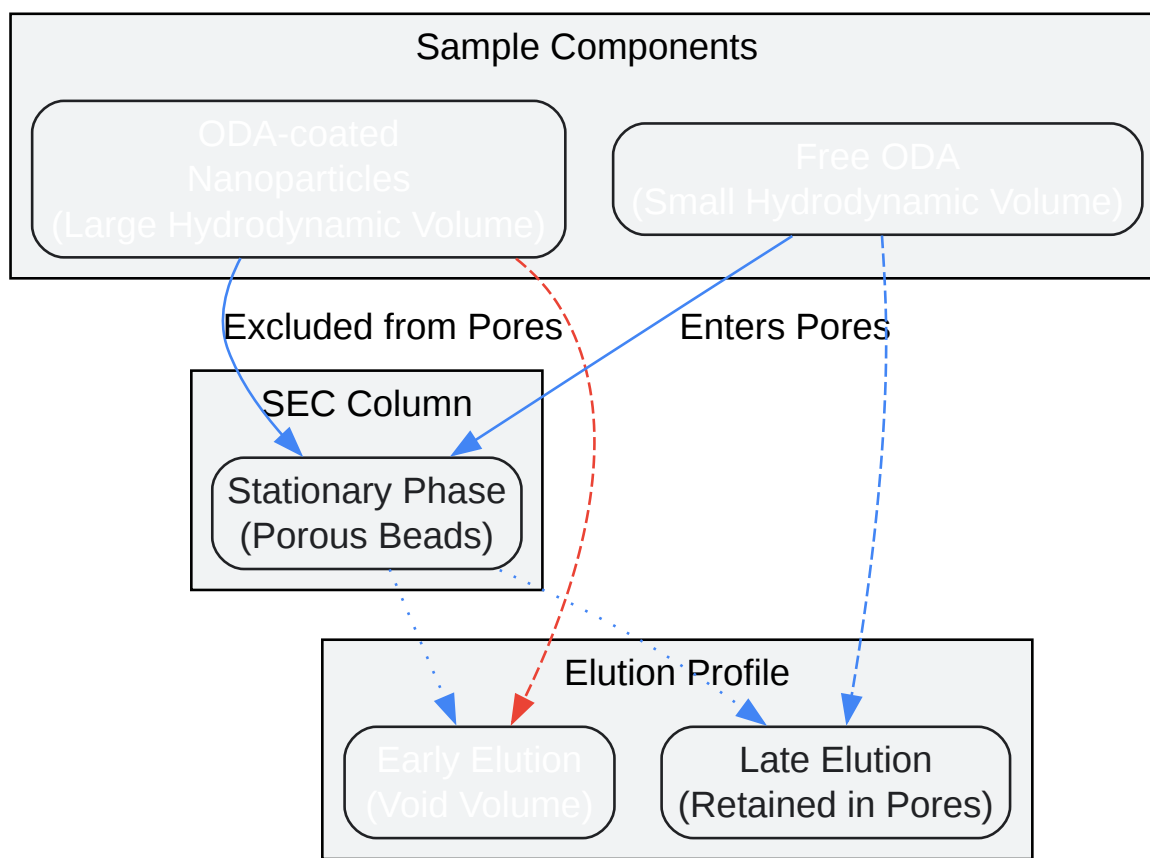 Sample Components
ODA-coated
Nanoparticles
(Large Hydrodynamic Volume)
Free ODA
(Small Hydrodynamic Volume)
Excluded from Pores
Enters Pores
SEC Column
Stationary Phase
(Porous Beads)
Elution Profile
Early Elution
(Void Volume)
Late Elution
(Retained in Pores)